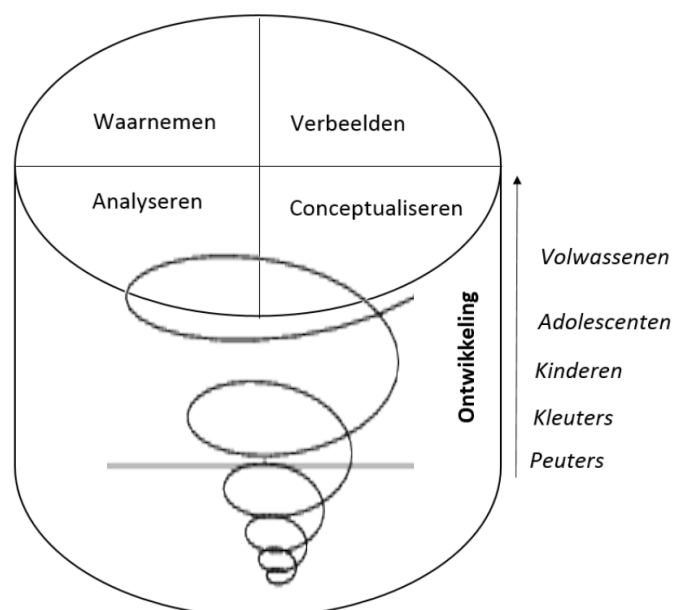 Waarnemen
Verbeelden
Analyseren
Conceptualiseren
Ontwikkeling
Volwassenen
Adolescenten
Kinderen
Kleuters
Peuters